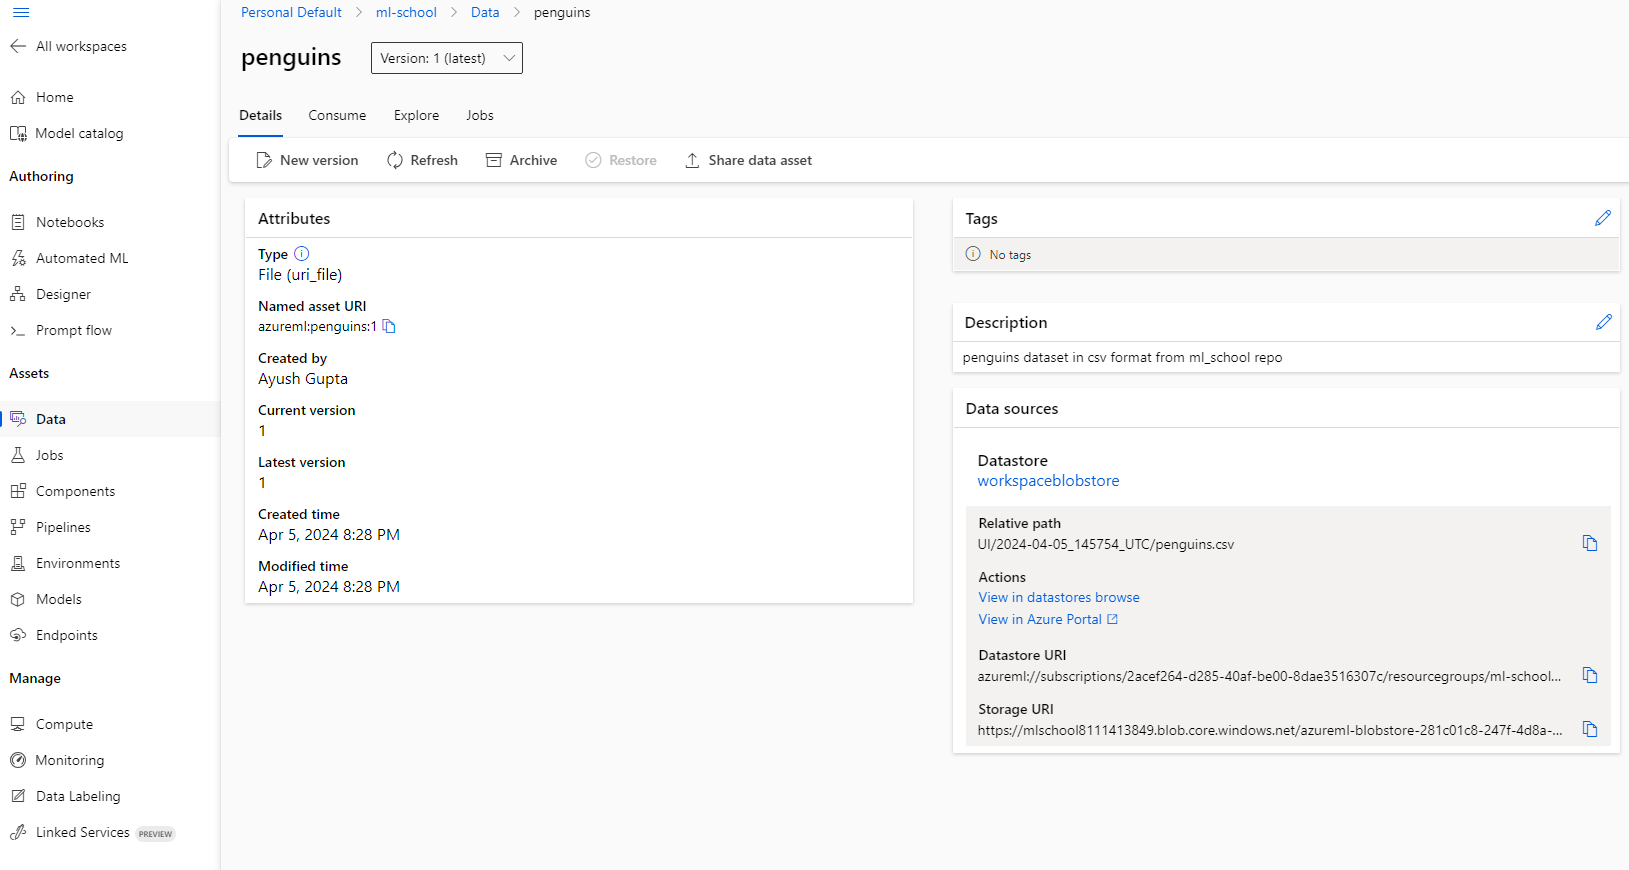 Personal Default > ml-school > Data > penguins
All workspaces
Home
Model catalog
Authoring
Notebooks
Automated ML
Designer
Prompt flow
Assets
Data
Jobs
Components
Pipelines
Environments
Models
Endpoints
Manage
Compute
Monitoring
Data Labeling
Linked Services PREVIEW
penguins Version: 1 (latest)
Details Consume Explore Jobs
New version Refresh Archive Restore Share data asset
Attributes
Type
File (uri_file)
Named asset URI
azureml:penguins:1
Created by
Ayush Gupta
Current version
1
Latest version
1
Created time
Apr 5, 2024 8:28 PM
Modified time
Apr 5, 2024 8:28 PM
Tags
No tags
Description
penguins dataset in csv format from ml_school repo
Data sources
Datastore
workspaceblobstore
Relative path
UI/2024-04-05_145754_UTC/penguins.csv
Actions
View in datastores browse
View in Azure Portal
Datastore URI
azureml://subscriptions/2acef264-d285-40af-be00-8dae3516307c/resourcegroups/ml-school...
Storage URI
https://mlschool8111413849.blob.core.windows.net/azureml-blobstore-281c01c8-247f-4d8a-...